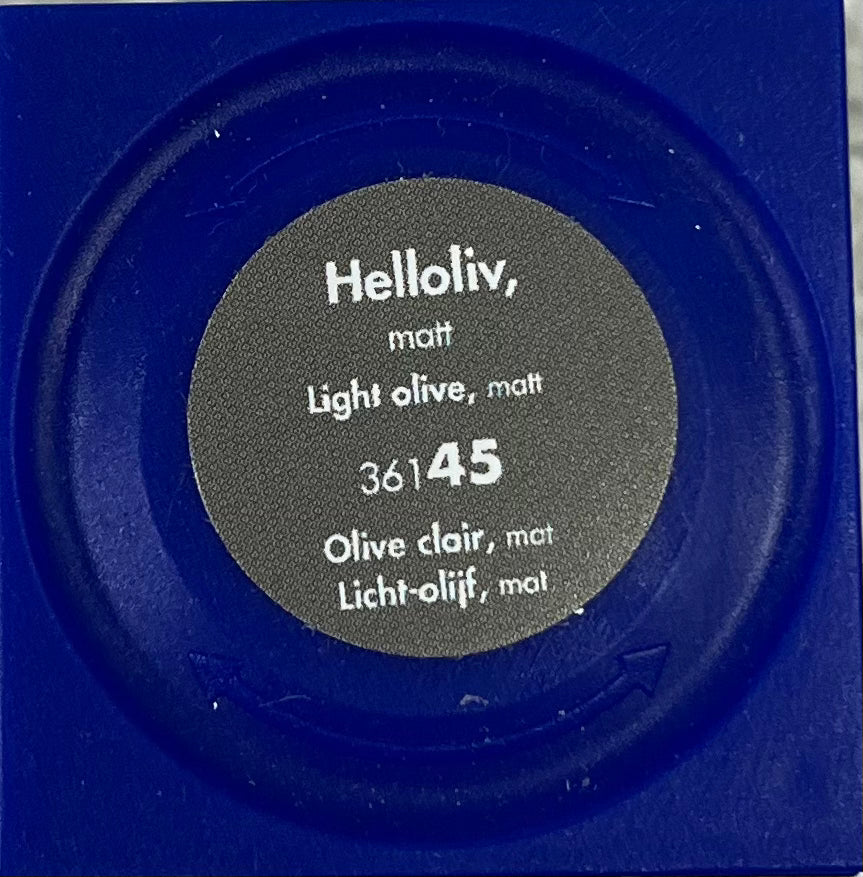 Helloliv,
matt
Light olive, matt
36145
Olive clair, mat
Licht-olijf, mat